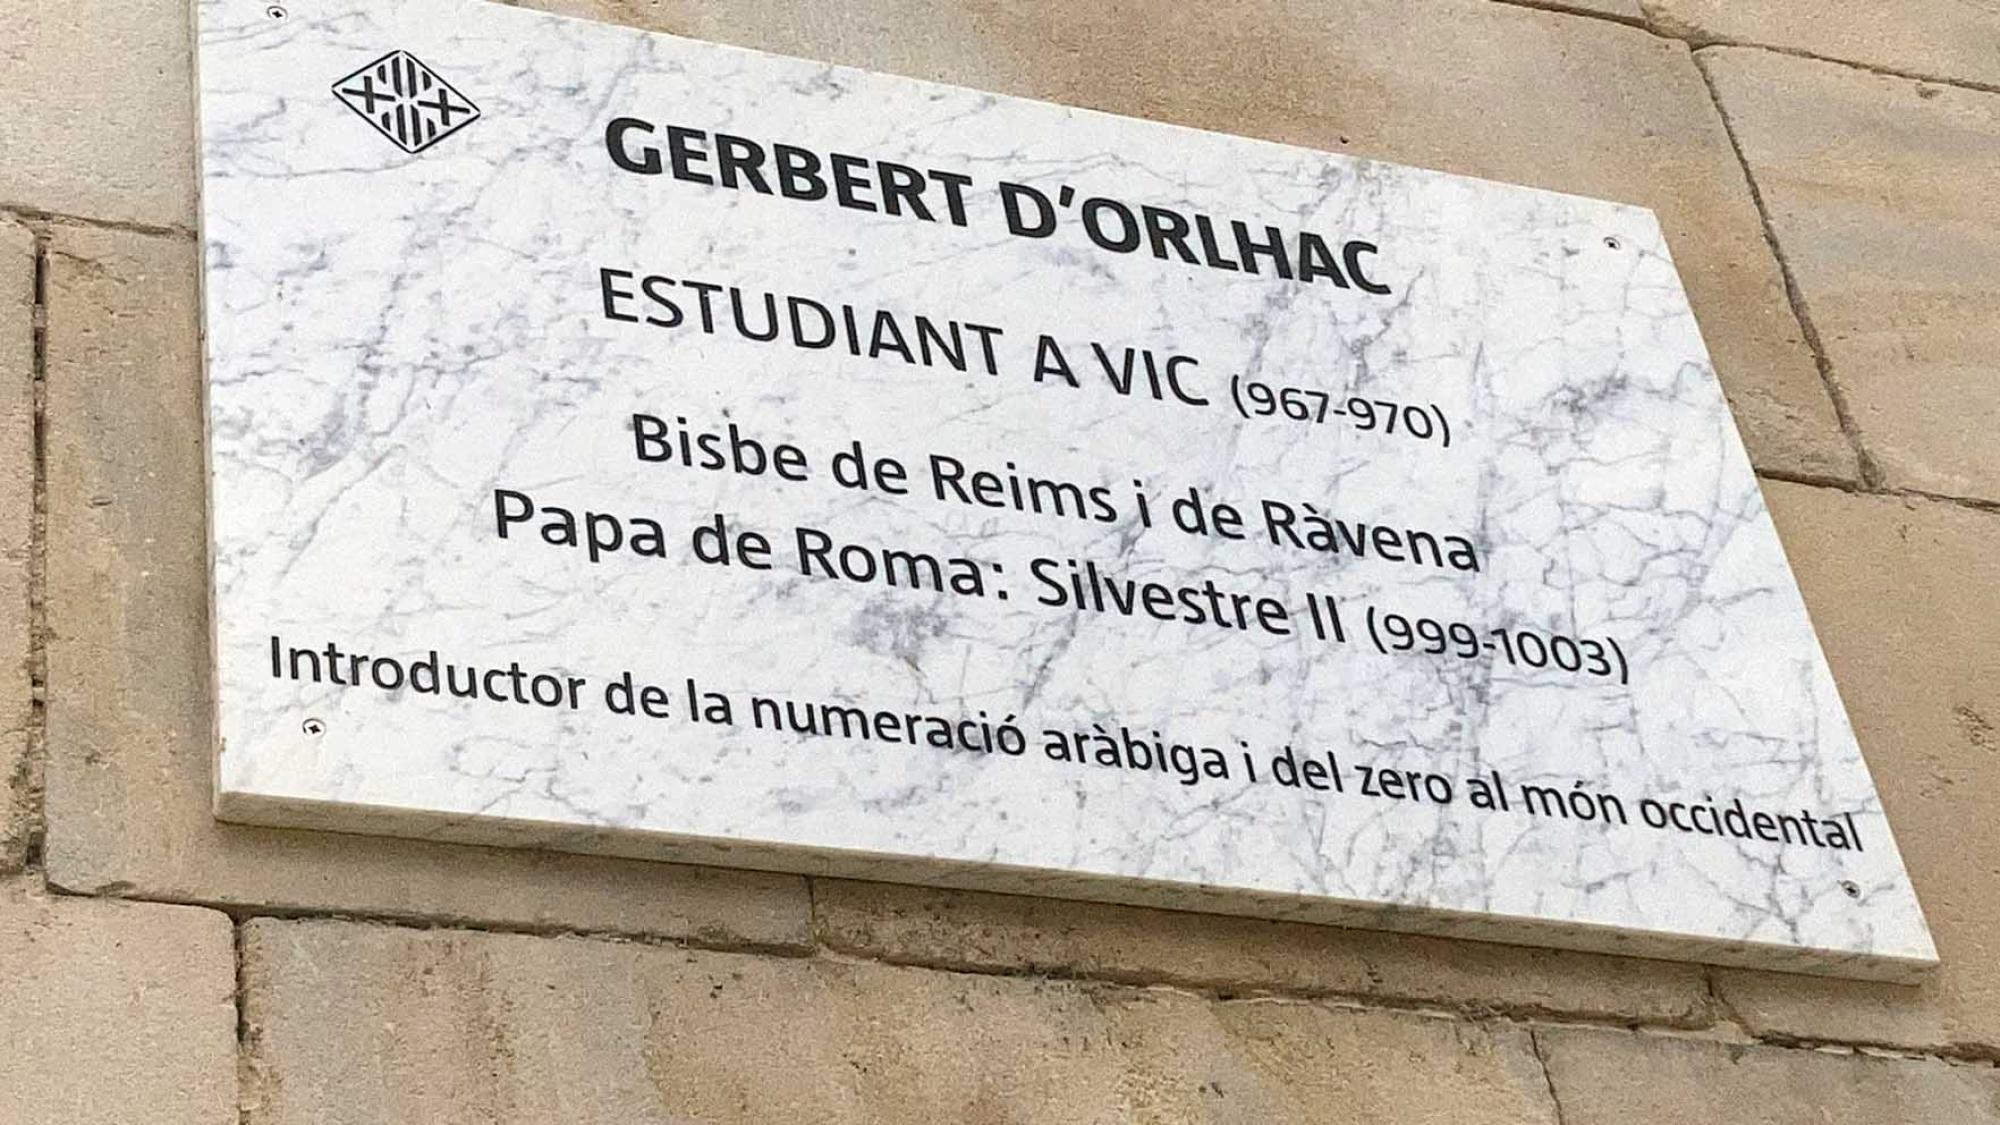 GERBERT D'ORLHAC
ESTUDIANT A VIC (967-970)
Bisbe de Reims i de Ràvena
Papa de Roma: Silvestre II (999-1003)
Introductor de la numeració aràbiga i del zero al món occidental